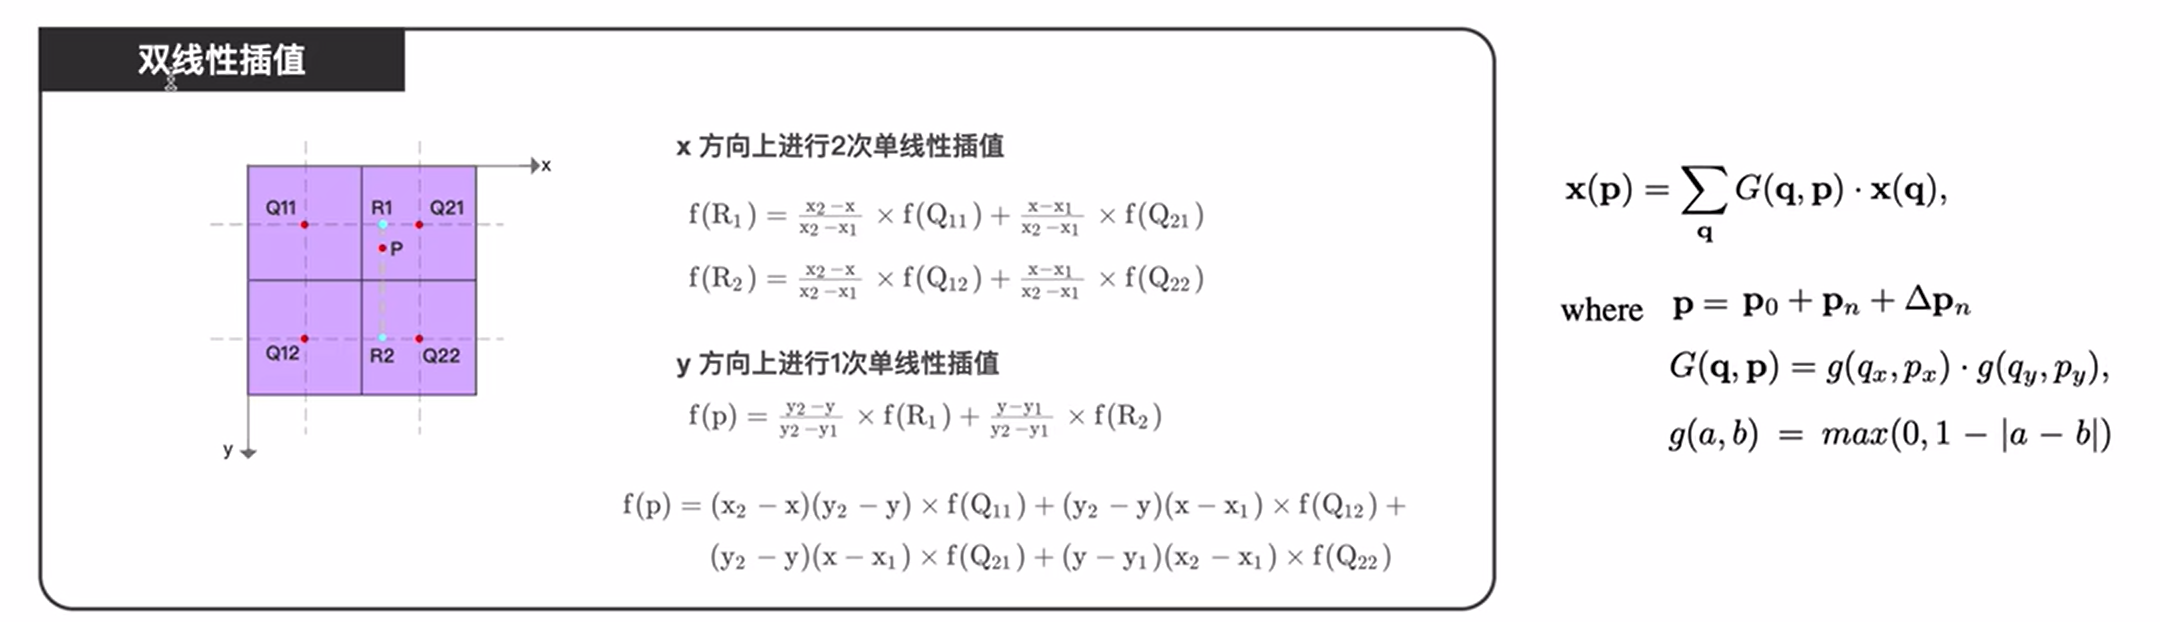 双线性插值
x
Q11 R1 Q21
P
Q12 R2 Q22
y
x 方向上进行2次单线性插值
f(R₁) = (x₂−x)/(x₂−x₁) × f(Q₁₁) + (x−x₁)/(x₂−x₁) × f(Q₂₁)
f(R₂) = (x₂−x)/(x₂−x₁) × f(Q₁₂) + (x−x₁)/(x₂−x₁) × f(Q₂₂)
y 方向上进行1次单线性插值
f(p) = (y₂−y)/(y₂−y₁) × f(R₁) + (y−y₁)/(y₂−y₁) × f(R₂)
f(p) = (x₂ − x)(y₂ − y) × f(Q₁₁) + (y₂ − y)(x − x₁) × f(Q₁₂) +
(y₂ − y)(x − x₁) × f(Q₂₁) + (y − y₁)(x₂ − x₁) × f(Q₂₂)
x(p) = ∑_q G(q, p) · x(q),
where p = p₀ + pₙ + Δpₙ
G(q, p) = g(qₓ, pₓ) · g(q_y, p_y),
g(a, b) = max(0, 1 − |a − b|)